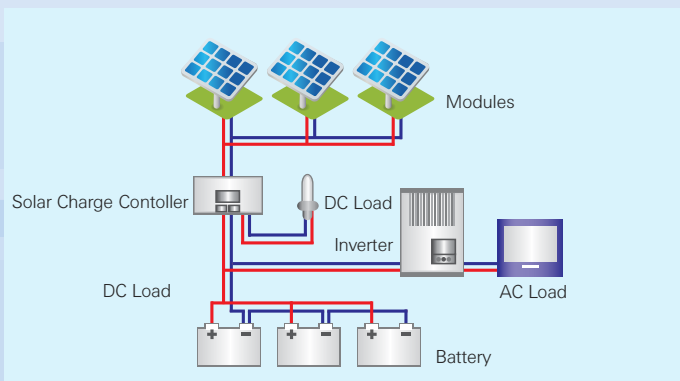 Modules
Solar Charge Contoller
DC Load
Inverter
DC Load
AC Load
Battery